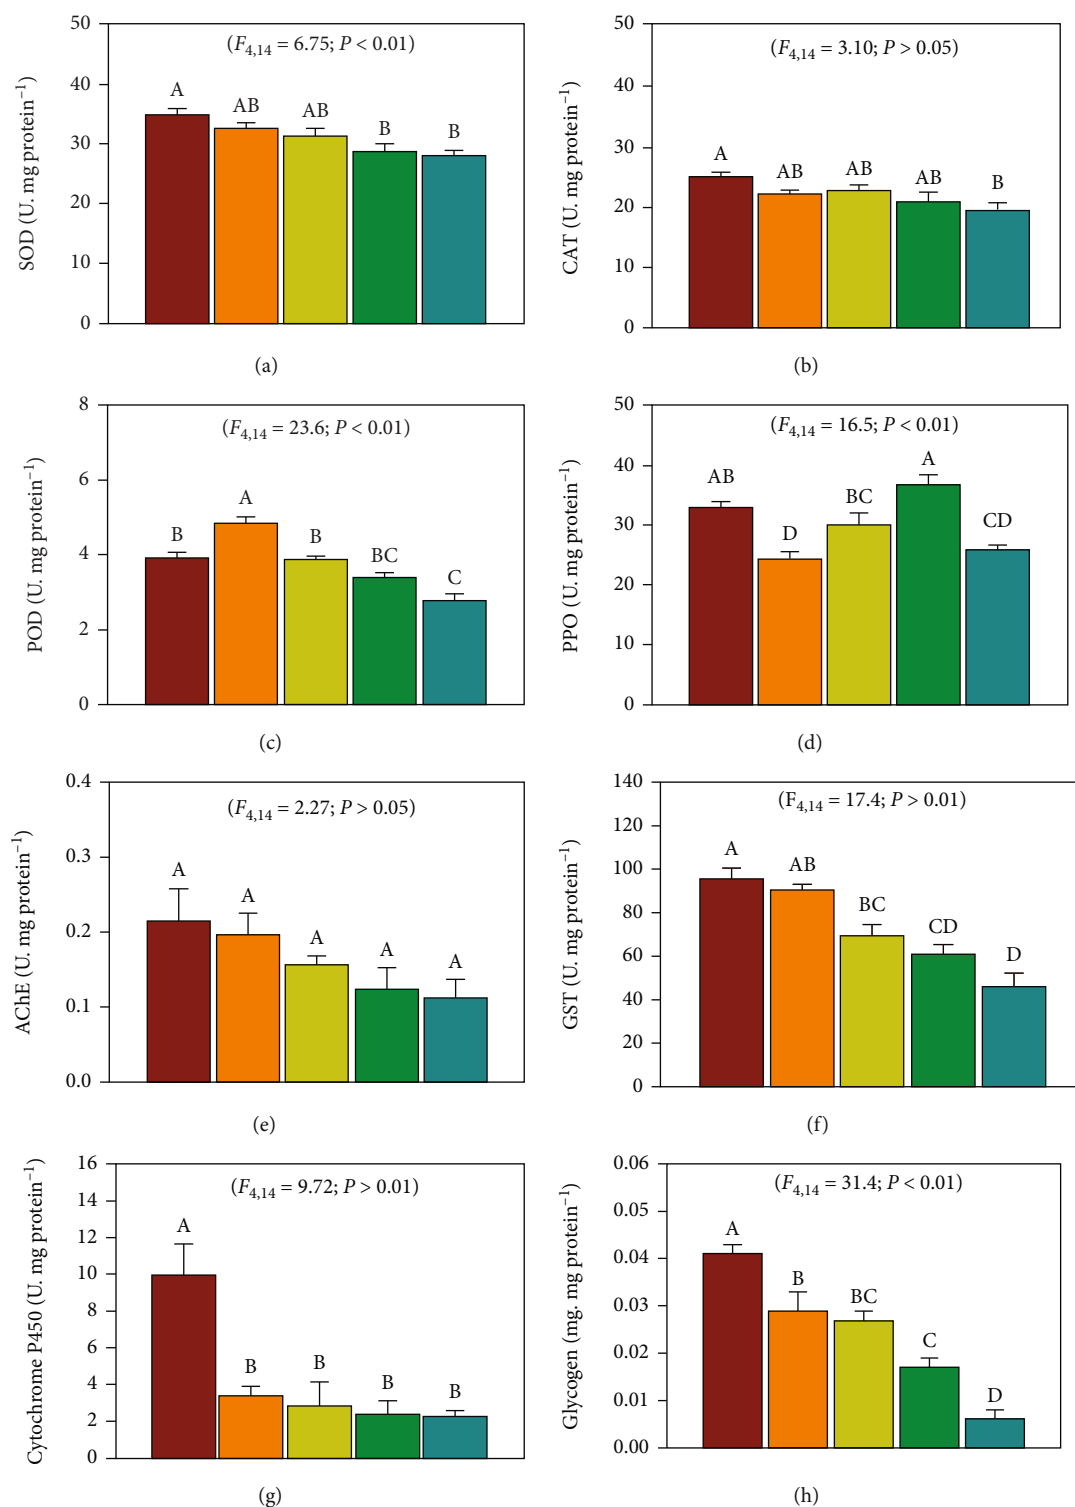 50
40
30
20
10
0
SOD (U. mg protein⁻¹)
(F4,14 = 6.75; P < 0.01)
A
AB
AB
B
B
(a)
50
40
30
20
10
0
CAT (U. mg protein⁻¹)
(F4,14 = 3.10; P > 0.05)
A
AB
AB
AB
B
(b)
8
6
4
2
0
POD (U. mg protein⁻¹)
(F4,14 = 23.6; P < 0.01)
B
A
B
BC
C
(c)
50
40
30
20
10
0
PPO (U. mg protein⁻¹)
(F4,14 = 16.5; P < 0.01)
AB
D
BC
A
CD
(d)
0.4
0.3
0.2
0.1
0.0
AChE (U. mg protein⁻¹)
(F4,14 = 2.27; P > 0.05)
A
A
A
A
A
(e)
140
120
100
80
60
40
20
0
GST (U. mg protein⁻¹)
(F4,14 = 17.4; P > 0.01)
A
AB
BC
CD
D
(f)
16
14
12
10
8
6
4
2
0
Cytochrome P450 (U. mg protein⁻¹)
(F4,14 = 9.72; P > 0.01)
A
B
B
B
B
(g)
0.06
0.05
0.04
0.03
0.02
0.01
0.00
Glycogen (mg. mg protein⁻¹)
(F4,14 = 31.4; P < 0.01)
A
B
BC
C
D
(h)